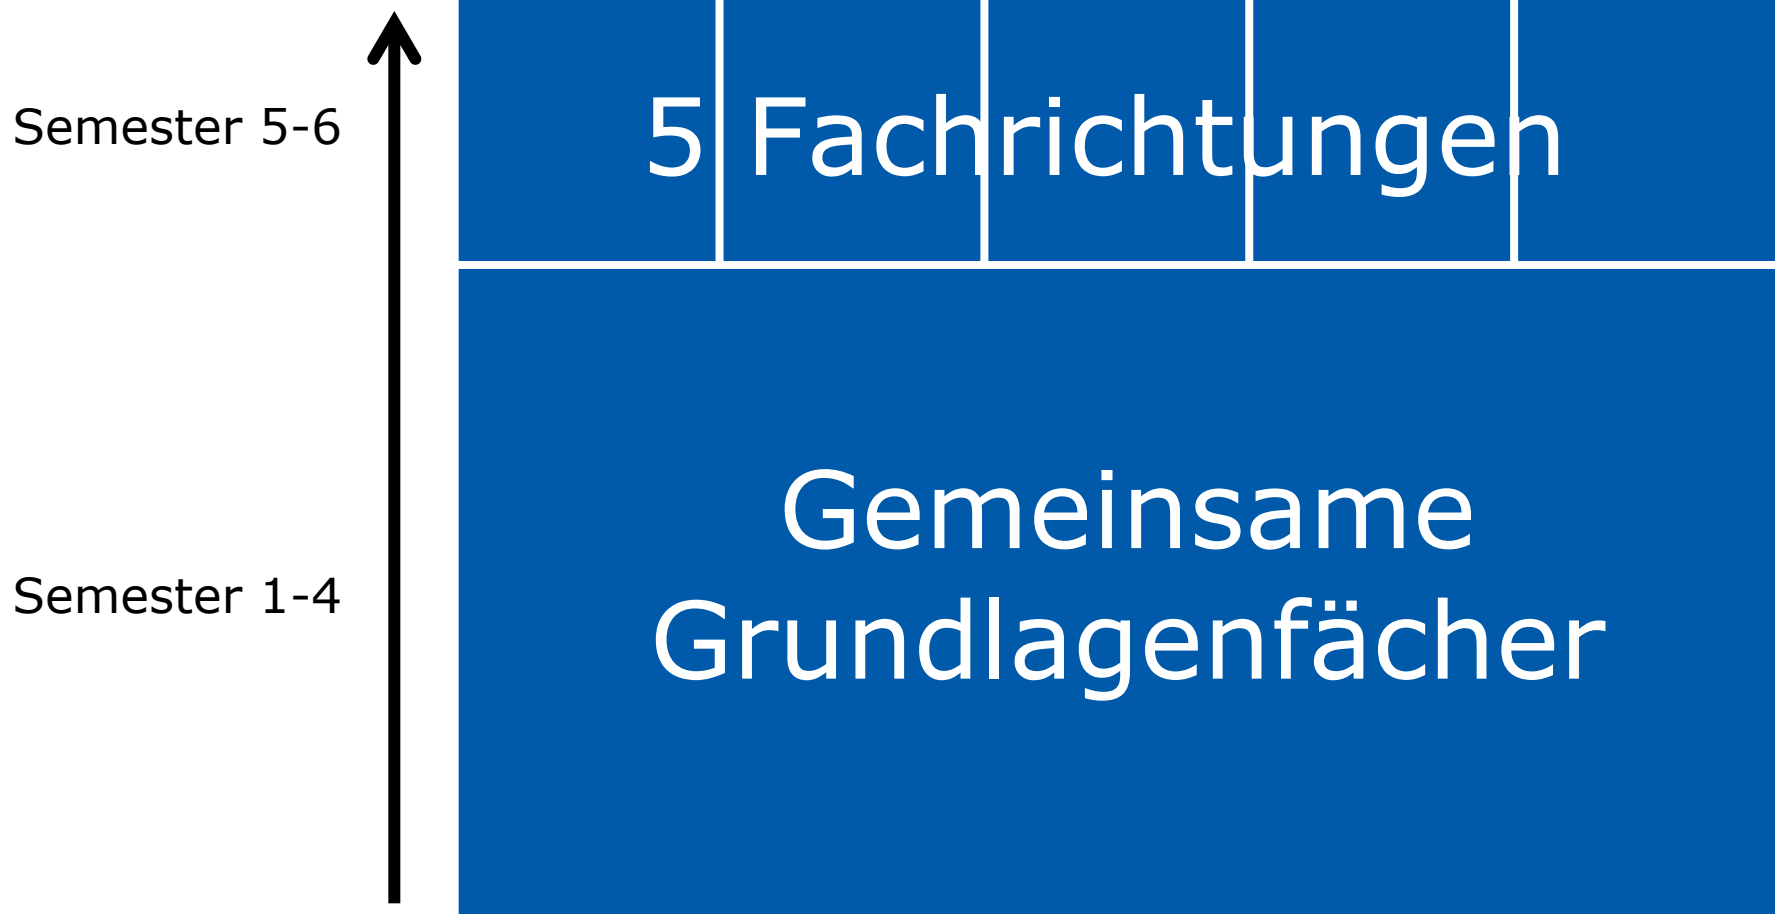 Semester 5-6
5 Fachrichtungen
Gemeinsame
Grundlagenfächer
Semester 1-4